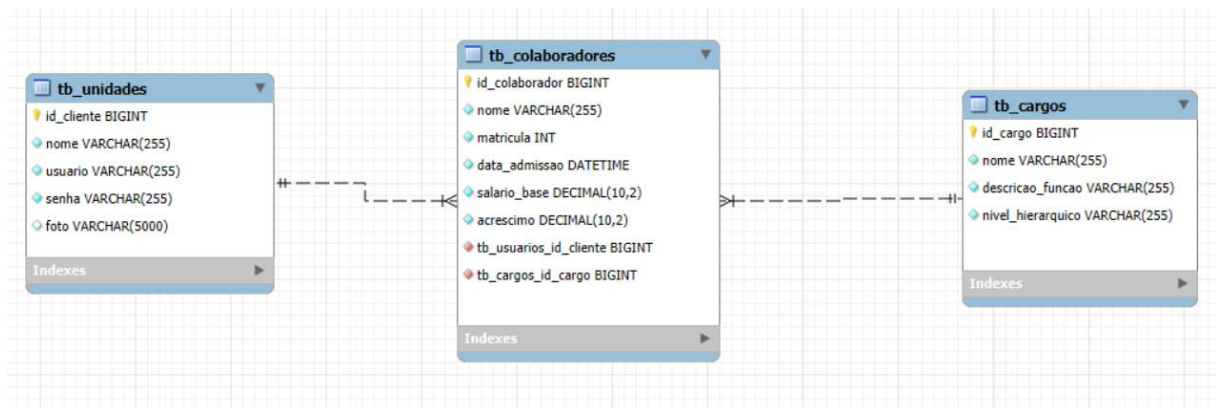 tb_unidades
id_cliente BIGINT
nome VARCHAR(255)
usuario VARCHAR(255)
senha VARCHAR(255)
foto VARCHAR(5000)
Indexes
tb_colaboradores
id_colaborador BIGINT
nome VARCHAR(255)
matricula INT
data_admissao DATETIME
salario_base DECIMAL(10,2)
acrescimo DECIMAL(10,2)
tb_usuarios_id_cliente BIGINT
tb_cargos_id_cargo BIGINT
Indexes
tb_cargos
id_cargo BIGINT
nome VARCHAR(255)
descricao_funcao VARCHAR(255)
nivel_hierarquico VARCHAR(255)
Indexes